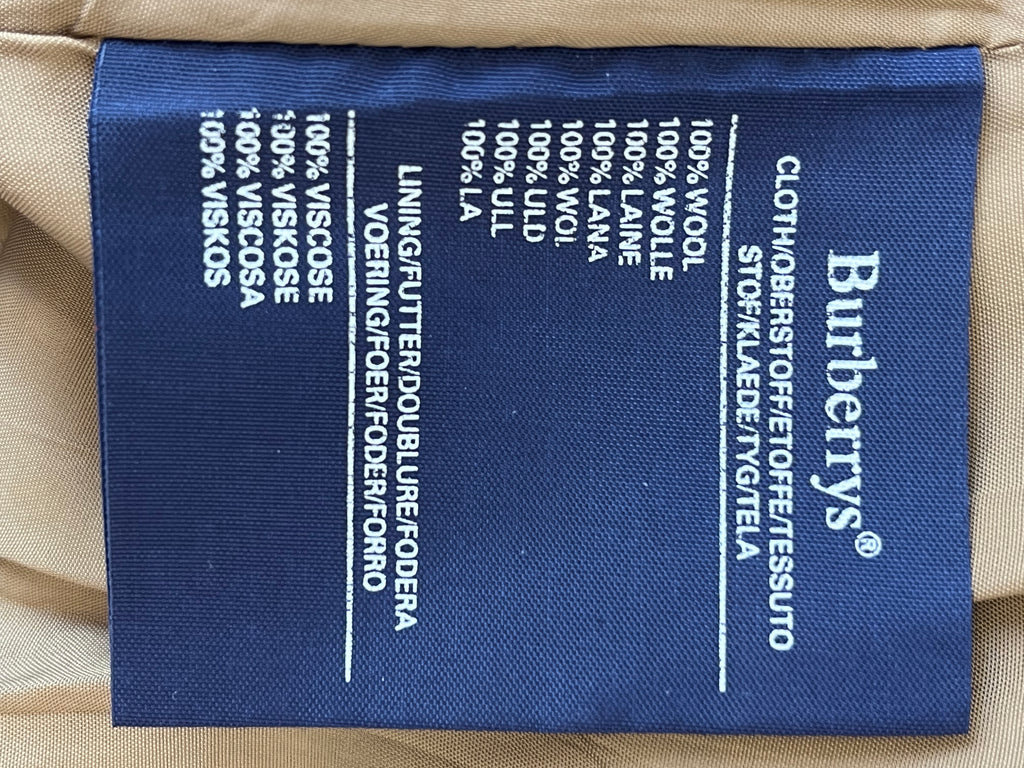 Burberrys®
CLOTH/OBERSTOFF/ETOFFE/TESSUTO
STOF/KLAEDE/TYG/TELA
100% WOOL
100% WOLLE
100% LAINE
100% LANA
100% WOL
100% ULD
100% ULL
100% LA
LINING/FUTTER/DOUBLURE/FODERA
VOERING/FOER/FODER/FORRO
100% VISCOSE
100% VISKOSE
100% VISCOSA
100% VISKOS